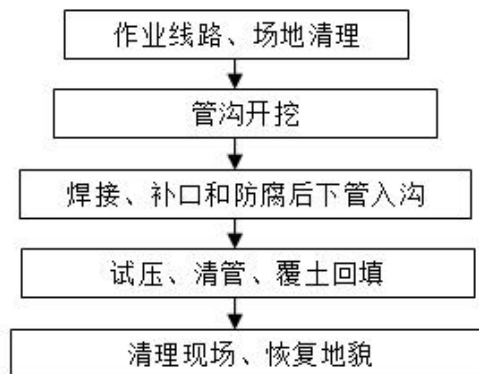 作业线路、场地清理
管沟开挖
焊接、补口和防腐后下管入沟
试压、清管、覆土回填
清理现场、恢复地貌